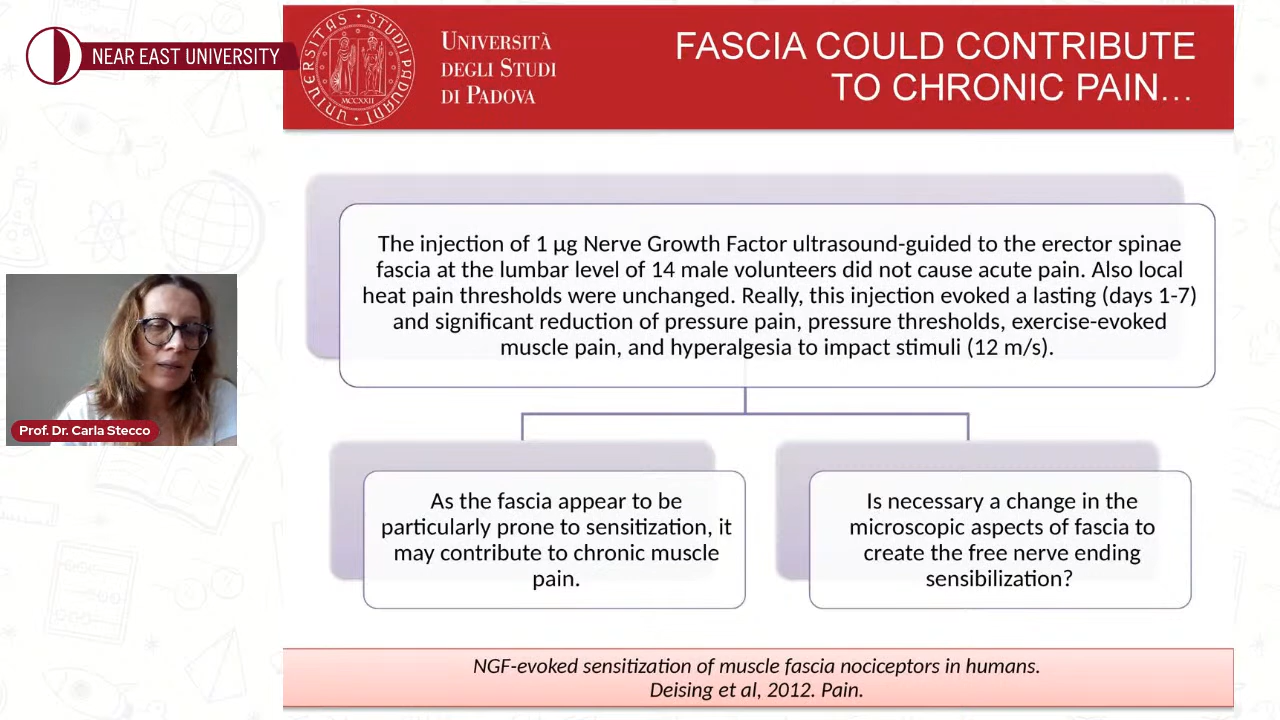 NEAR EAST UNIVERSITY
UNIVERSITÀ
DEGLI STUDI
DI PADOVA
FASCIA COULD CONTRIBUTE
TO CHRONIC PAIN…
The injection of 1 µg Nerve Growth Factor ultrasound-guided to the erector spinae
fascia at the lumbar level of 14 male volunteers did not cause acute pain. Also local
heat pain thresholds were unchanged. Really, this injection evoked a lasting (days 1-7)
and significant reduction of pressure pain, pressure thresholds, exercise-evoked
muscle pain, and hyperalgesia to impact stimuli (12 m/s).
Prof. Dr. Carla Stecco
As the fascia appear to be
particularly prone to sensitization, it
may contribute to chronic muscle
pain.
Is necessary a change in the
microscopic aspects of fascia to
create the free nerve ending
sensibilization?
NGF-evoked sensitization of muscle fascia nociceptors in humans.
Deising et al, 2012. Pain.